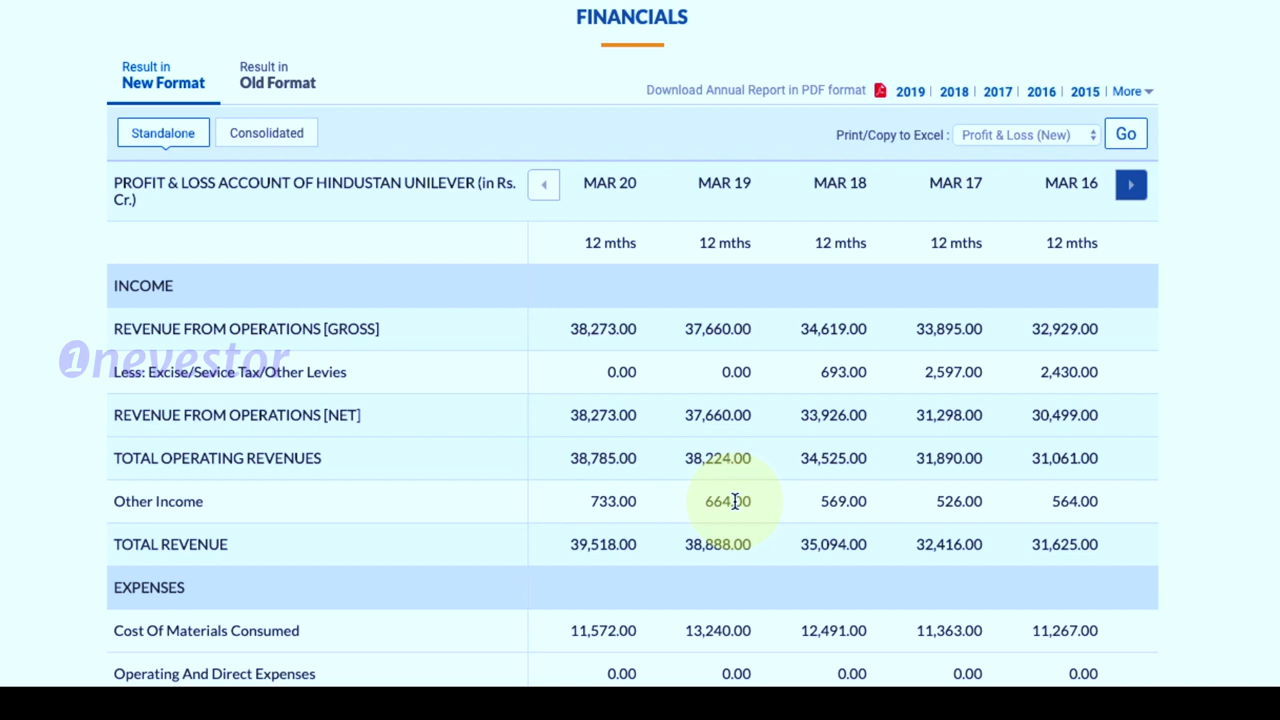 FINANCIALS
Result in
New Format
Result in
Old Format
Download Annual Report in PDF format 2019 | 2018 | 2017 | 2016 | 2015 | More
Standalone
Consolidated
Print/Copy to Excel : Profit & Loss (New) Go
PROFIT & LOSS ACCOUNT OF HINDUSTAN UNILEVER (in Rs. Cr.) MAR 20 MAR 19 MAR 18 MAR 17 MAR 16
12 mths 12 mths 12 mths 12 mths 12 mths
INCOME
REVENUE FROM OPERATIONS [GROSS] 38,273.00 37,660.00 34,619.00 33,895.00 32,929.00
1nevestor
Less: Excise/Sevice Tax/Other Levies 0.00 0.00 693.00 2,597.00 2,430.00
REVENUE FROM OPERATIONS [NET] 38,273.00 37,660.00 33,926.00 31,298.00 30,499.00
TOTAL OPERATING REVENUES 38,785.00 38,224.00 34,525.00 31,890.00 31,061.00
Other Income 733.00 664.00 569.00 526.00 564.00
TOTAL REVENUE 39,518.00 38,888.00 35,094.00 32,416.00 31,625.00
EXPENSES
Cost Of Materials Consumed 11,572.00 13,240.00 12,491.00 11,363.00 11,267.00
Operating And Direct Expenses 0.00 0.00 0.00 0.00 0.00